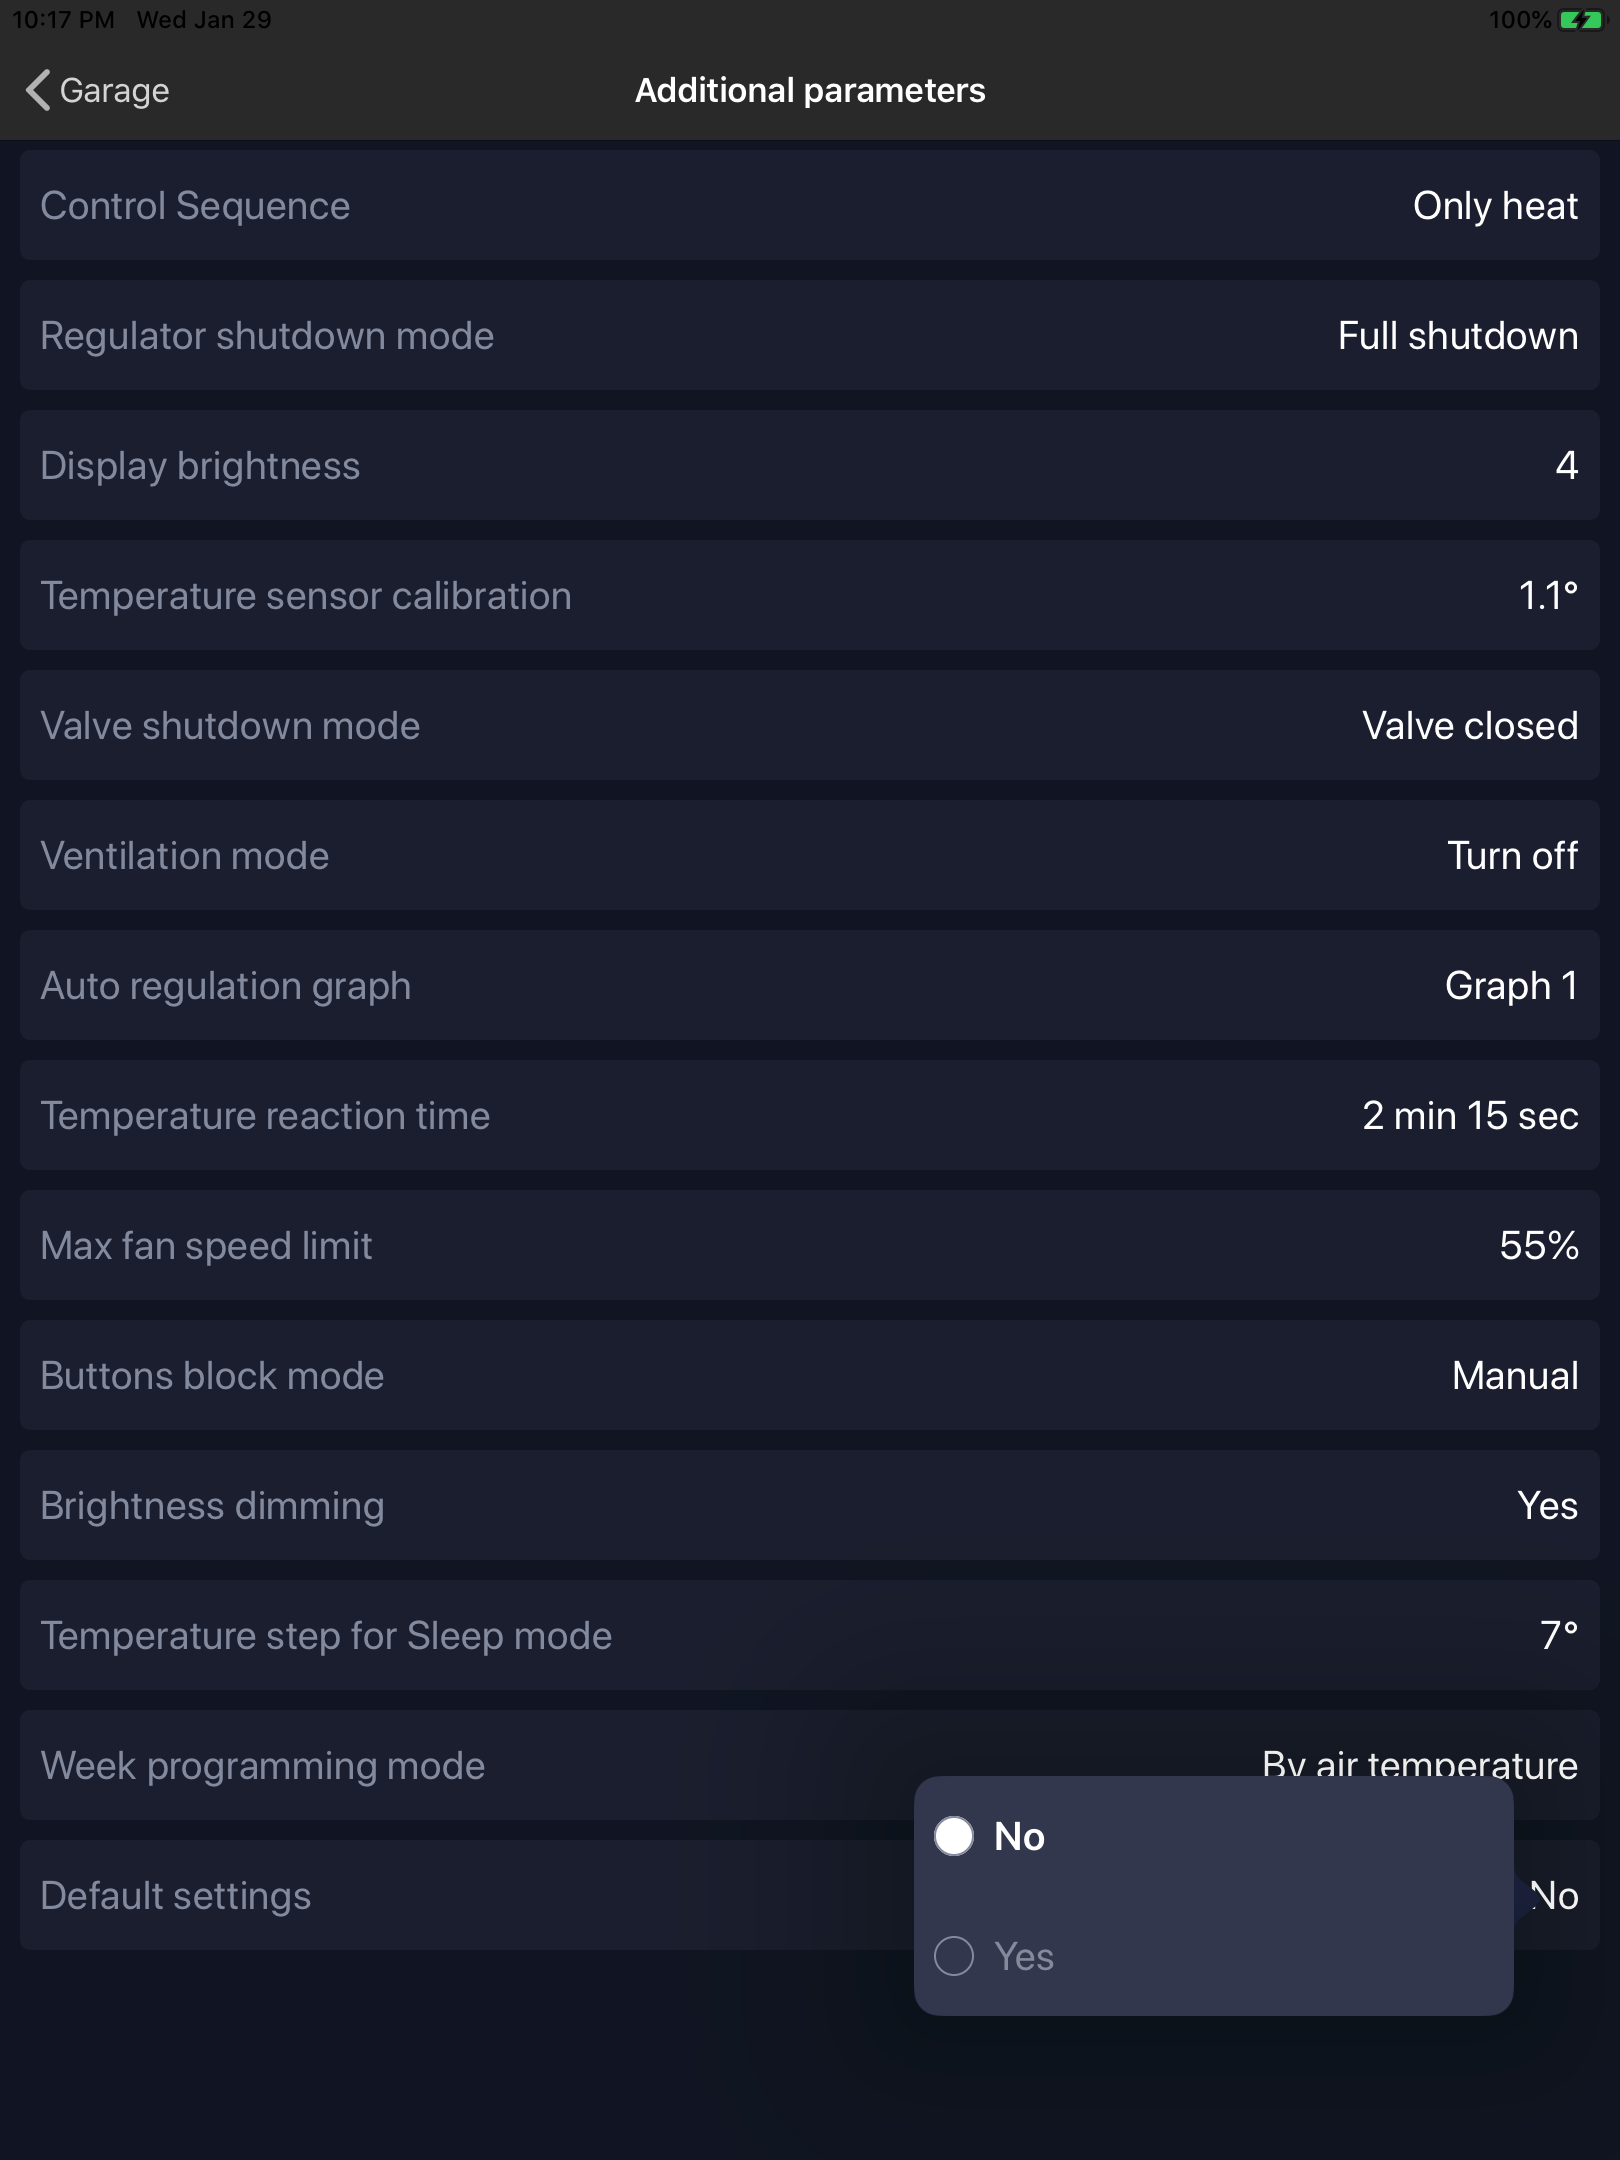 10:17 PM Wed Jan 29 100%
Garage Additional parameters
Control Sequence Only heat
Regulator shutdown mode Full shutdown
Display brightness 4
Temperature sensor calibration 1.1°
Valve shutdown mode Valve closed
Ventilation mode Turn off
Auto regulation graph Graph 1
Temperature reaction time 2 min 15 sec
Max fan speed limit 55%
Buttons block mode Manual
Brightness dimming Yes
Temperature step for Sleep mode 7°
Week programming mode By air temperature
No
Default settings No
Yes